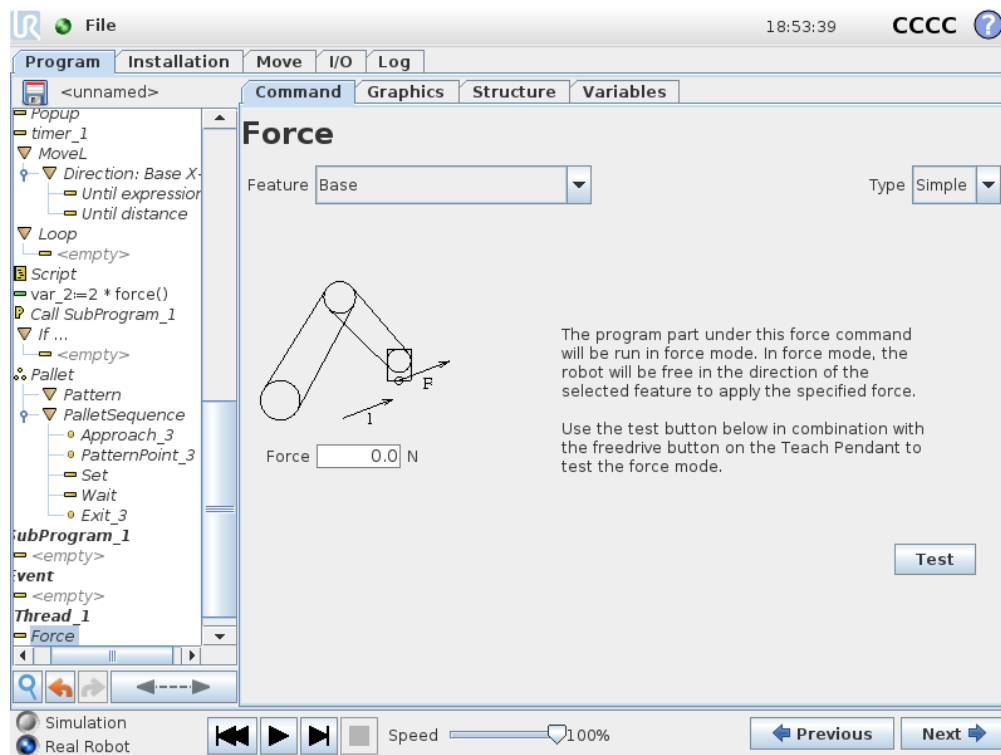 UR File 18:53:39 CCCC ?
Program Installation Move I/O Log
<unnamed>
Command Graphics Structure Variables
Popup
timer_1
MoveL
Direction: Base X-
Until expression
Until distance
Loop
<empty>
Script
var_2:=2 * force()
P Call SubProgram_1
If ...
<empty>
Pallet
Pattern
PalletSequence
Approach_3
PatternPoint_3
Set
Wait
Exit_3
SubProgram_1
<empty>
Event
<empty>
Thread_1
Force
Force
Feature Base Type Simple
F
1
Force 0.0 N
The program part under this force command
will be run in force mode. In force mode, the
robot will be free in the direction of the
selected feature to apply the specified force.
Use the test button below in combination with
the freedrive button on the Teach Pendant to
test the force mode.
Test
Simulation
Real Robot
Speed 100%
Previous Next